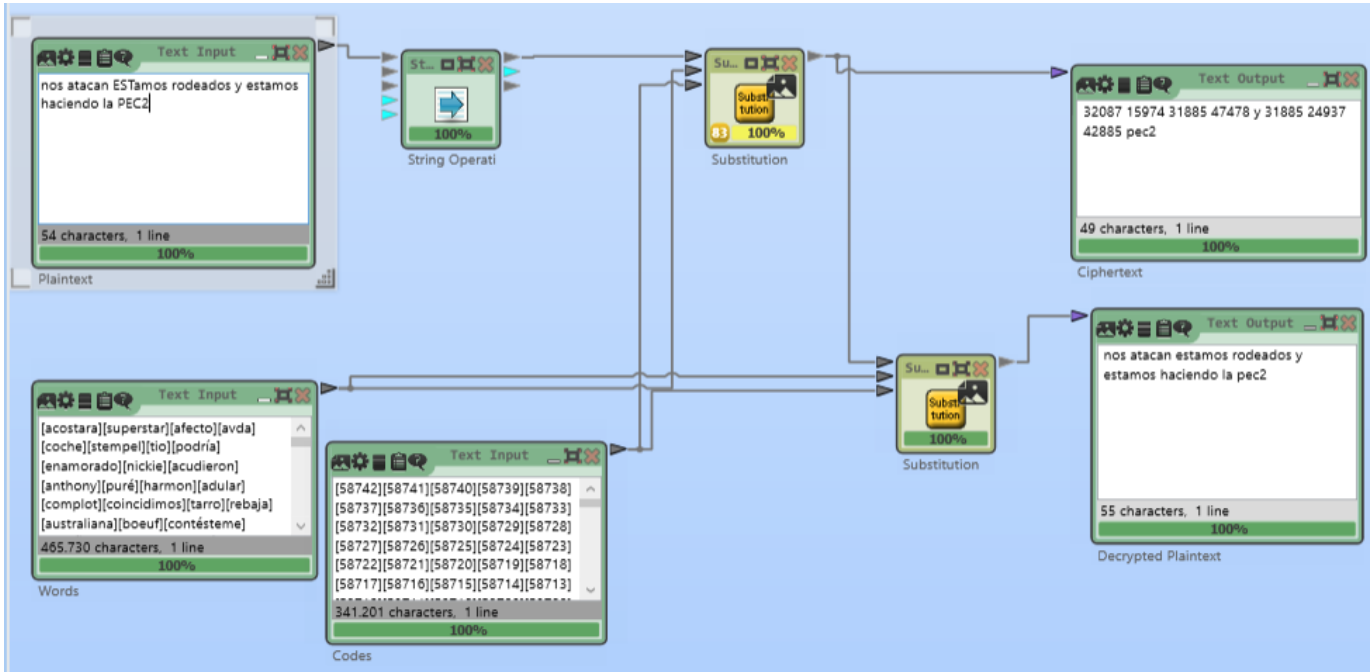 Text Input
nos atacan ESTamos rodeados y estamos
haciendo la PEC2
54 characters, 1 line
100%
Plaintext
St...
100%
String Operati
Su...
Substi
tution
83 100%
Substitution
Text Output
32087 15974 31885 47478 y 31885 24937
42885 pec2
49 characters, 1 line
100%
Ciphertext
Text Input
[acostara][superstar][afecto][avda]
[coche][stempel][tio][podría]
[enamorado][nickie][acudieron]
[anthony][puré][harmon][adular]
[complot][coincidimos][tarro][rebaja]
[australiana][boeuf][contésteme]
465.730 characters, 1 line
100%
Words
Text Input
[58742][58741][58740][58739][58738]
[58737][58736][58735][58734][58733]
[58732][58731][58730][58729][58728]
[58727][58726][58725][58724][58723]
[58722][58721][58720][58719][58718]
[58717][58716][58715][58714][58713]
341.201 characters, 1 line
100%
Codes
Su...
Substi
tution
100%
Substitution
Text Output
nos atacan estamos rodeados y
estamos haciendo la pec2
55 characters, 1 line
100%
Decrypted Plaintext